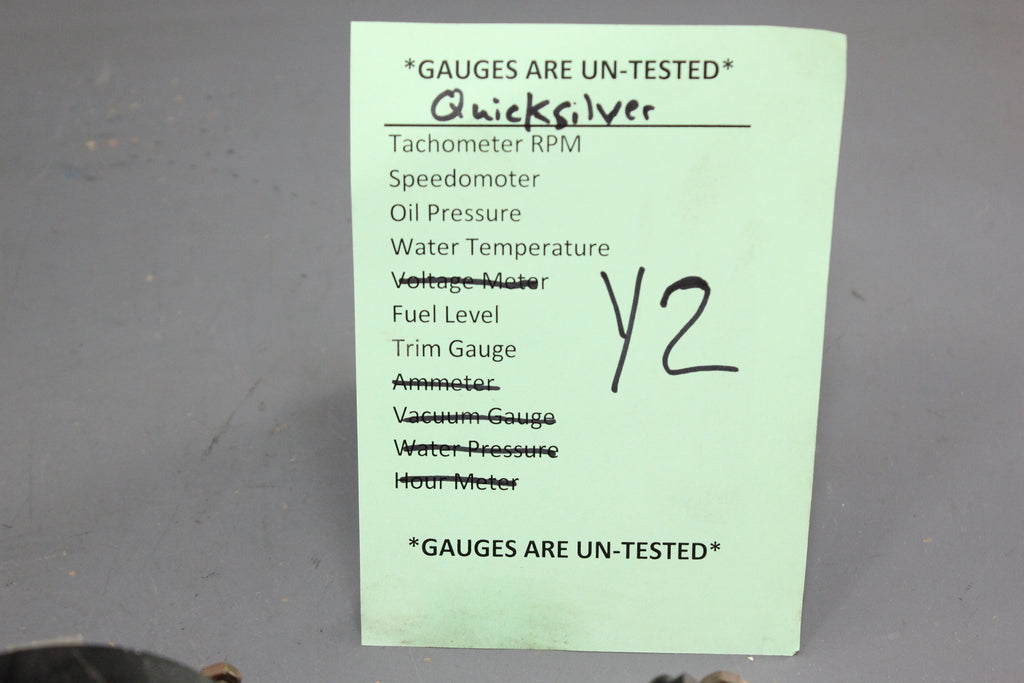 *GAUGES ARE UN-TESTED*
Quicksilver
Tachometer RPM
Speedomoter
Oil Pressure
Water Temperature
Voltage Meter
Fuel Level
Trim Gauge
Ammeter
Vacuum Gauge
Water Pressure
Hour Meter
Y2
*GAUGES ARE UN-TESTED*